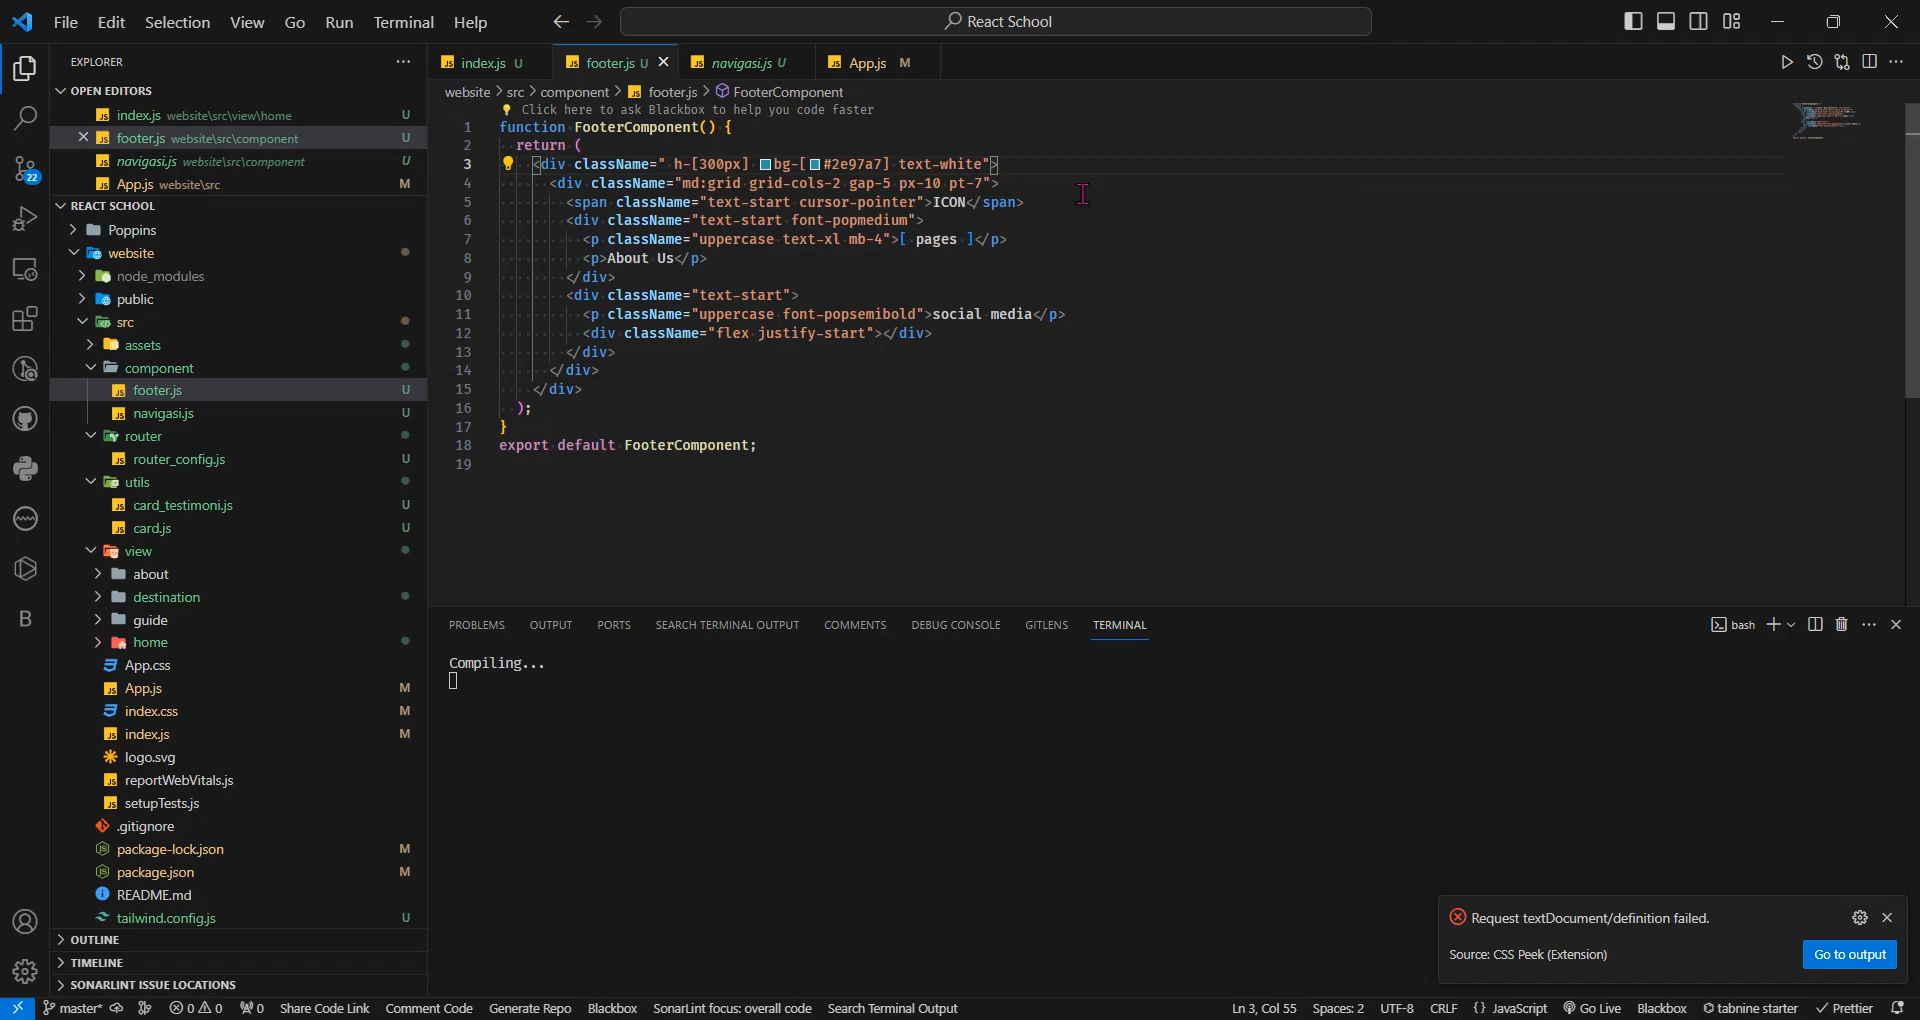 File Edit Selection View Go Run Terminal Help
React School
EXPLORER
OPEN EDITORS
index.js website\src\view\home U
footer.js website\src\component U
navigasi.js website\src\component U
App.js website\src M
REACT SCHOOL
Poppins
website
node_modules
public
src
assets
component
footer.js U
navigasi.js U
router
router_config.js U
utils
card_testimoni.js U
card.js U
view
about
destination
guide
home
App.css
App.js M
index.css M
index.js M
logo.svg
reportWebVitals.js
setupTests.js
.gitignore
package-lock.json M
package.json M
README.md
tailwind.config.js U
OUTLINE
TIMELINE
SONARLINT ISSUE LOCATIONS
22
B
index.js U
footer.js U
navigasi.js U
App.js M
website > src > component > footer.js > FooterComponent
Click here to ask Blackbox to help you code faster
1 function FooterComponent() {
2 return (
3 <div className=" h-[300px] bg-[#2e97a7] text-white">
4 <div className="md:grid grid-cols-2 gap-5 px-10 pt-7">
5 <span className="text-start cursor-pointer">ICON</span>
6 <div className="text-start font-popmedium">
7 <p className="uppercase text-xl mb-4">[ pages ]</p>
8 <p>About Us</p>
9 </div>
10 <div className="text-start">
11 <p className="uppercase font-popsemibold">social media</p>
12 <div className="flex justify-start"></div>
13 </div>
14 </div>
15 </div>
16 );
17 }
18 export default FooterComponent;
19
PROBLEMS OUTPUT PORTS SEARCH TERMINAL OUTPUT COMMENTS DEBUG CONSOLE GITLENS TERMINAL
bash
Compiling...
Request textDocument/definition failed.
Source: CSS Peek (Extension)
Go to output
master* 0 0 0 Share Code Link Comment Code Generate Repo Blackbox SonarLint focus: overall code Search Terminal Output Ln 3, Col 55 Spaces: 2 UTF-8 CRLF {} JavaScript Go Live Blackbox tabnine starter Prettier